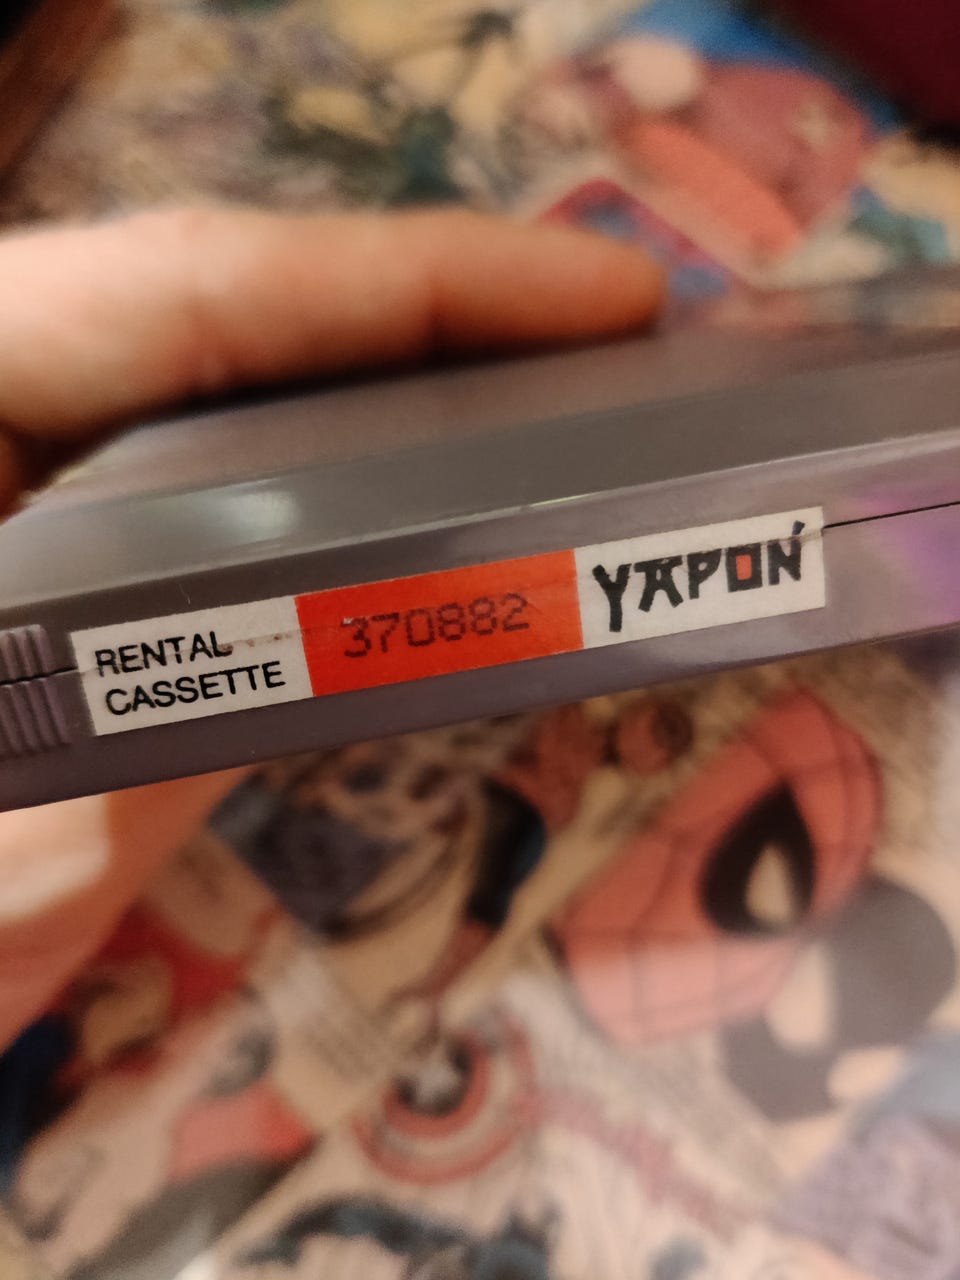 RENTAL
CASSETTE
370882
YAPOŃ